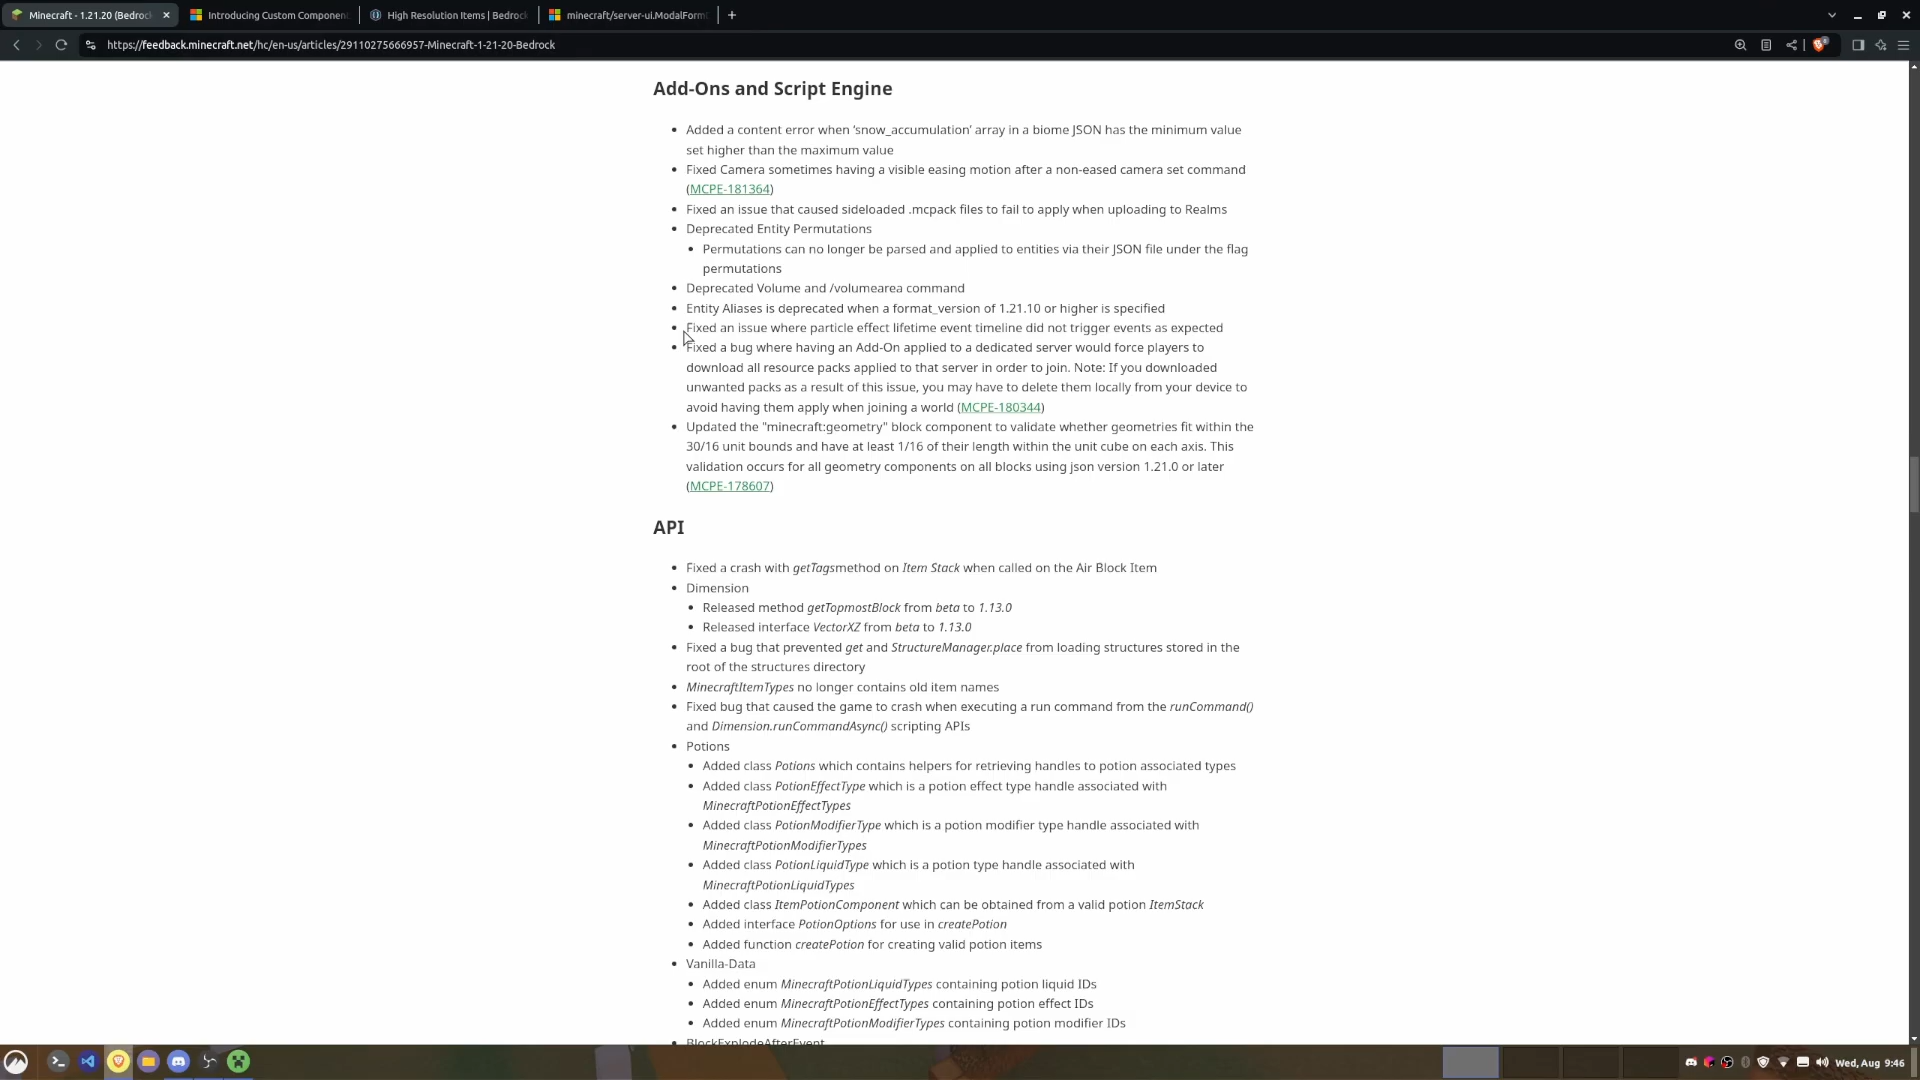 Minecraft - 1.21.20 (Bedroc
Introducing Custom Component
High Resolution Items | Bedroc
minecraft/server-ui.ModalForm
https://feedback.minecraft.net/hc/en-us/articles/29110275666957-Minecraft-1-21-20-Bedrock
Add-Ons and Script Engine
Added a content error when 'snow_accumulation' array in a biome JSON has the minimum value
set higher than the maximum value
Fixed Camera sometimes having a visible easing motion after a non-eased camera set command
(MCPE-181364)
Fixed an issue that caused sideloaded .mcpack files to fail to apply when uploading to Realms
Deprecated Entity Permutations
Permutations can no longer be parsed and applied to entities via their JSON file under the flag
permutations
Deprecated Volume and /volumearea command
Entity Aliases is deprecated when a format_version of 1.21.10 or higher is specified
Fixed an issue where particle effect lifetime event timeline did not trigger events as expected
Fixed a bug where having an Add-On applied to a dedicated server would force players to
download all resource packs applied to that server in order to join. Note: If you downloaded
unwanted packs as a result of this issue, you may have to delete them locally from your device to
avoid having them apply when joining a world (MCPE-180344)
Updated the "minecraft:geometry" block component to validate whether geometries fit within the
30/16 unit bounds and have at least 1/16 of their length within the unit cube on each axis. This
validation occurs for all geometry components on all blocks using json version 1.21.0 or later
(MCPE-178607)
API
Fixed a crash with getTagsmethod on Item Stack when called on the Air Block Item
Dimension
Released method getTopmostBlock from beta to 1.13.0
Released interface VectorXZ from beta to 1.13.0
Fixed a bug that prevented get and StructureManager.place from loading structures stored in the
root of the structures directory
MinecraftItemTypes no longer contains old item names
Fixed bug that caused the game to crash when executing a run command from the runCommand()
and Dimension.runCommandAsync() scripting APIs
Potions
Added class Potions which contains helpers for retrieving handles to potion associated types
Added class PotionEffectType which is a potion effect type handle associated with
MinecraftPotionEffectTypes
Added class PotionModifierType which is a potion modifier type handle associated with
MinecraftPotionModifierTypes
Added class PotionLiquidType which is a potion type handle associated with
MinecraftPotionLiquidTypes
Added class ItemPotionComponent which can be obtained from a valid potion ItemStack
Added interface PotionOptions for use in createPotion
Added function createPotion for creating valid potion items
Vanilla-Data
Added enum MinecraftPotionLiquidTypes containing potion liquid IDs
Added enum MinecraftPotionEffectTypes containing potion effect IDs
Added enum MinecraftPotionModifierTypes containing potion modifier IDs
BlockExplodeAfterEvent
Wed, Aug 9:46